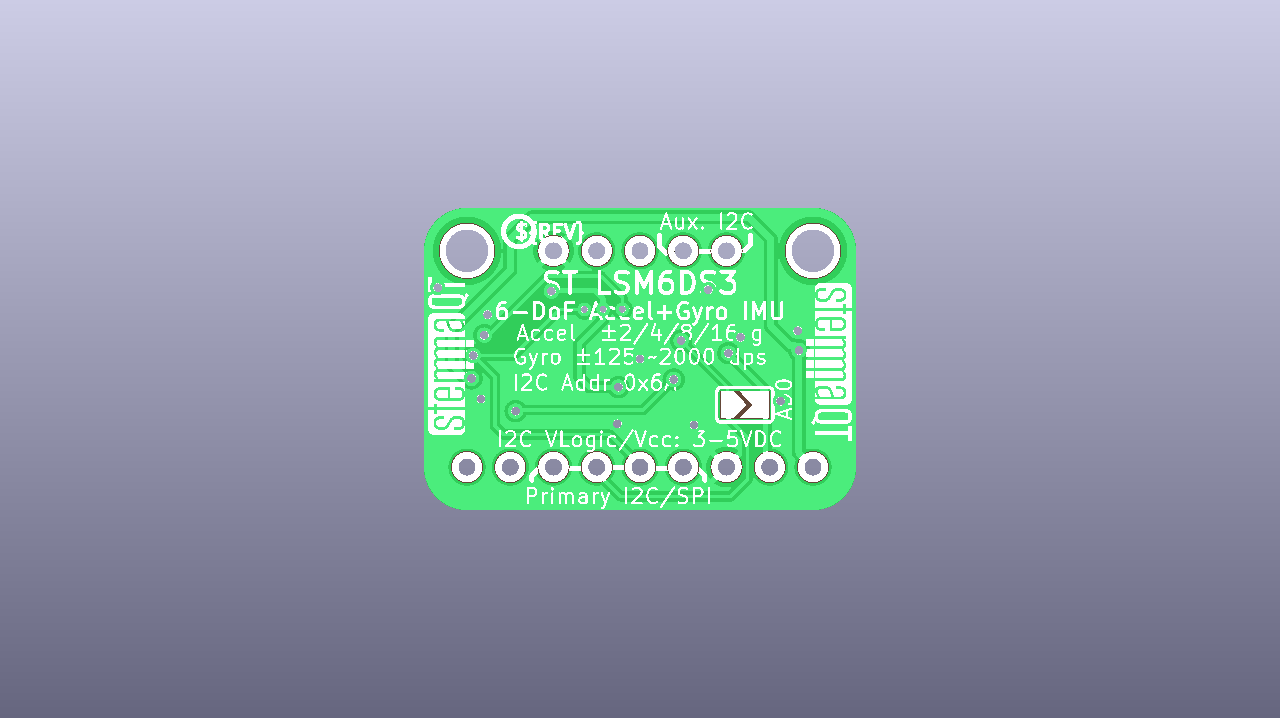 Aux. I2C
${REV}
ST LSM6DS3
6-DoF Accel+Gyro IMU
Accel ±2/4/8/16 g
Gyro ±125~2000 dps
I2C Addr 0x6A
stemmaQT
stemmaQT
I2C VLogic/Vcc: 3-5VDC
Primary I2C/SPI